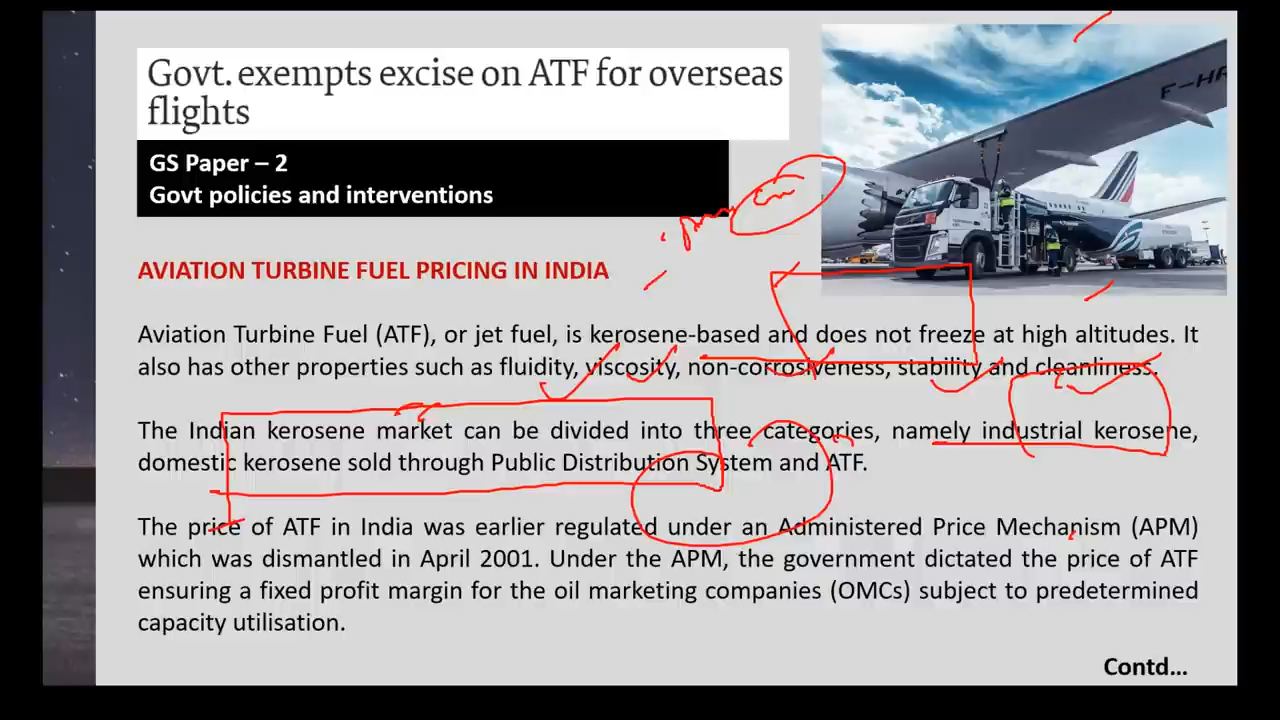 Govt. exempts excise on ATF for overseas
flights
GS Paper – 2
Govt policies and interventions
AVIATION TURBINE FUEL PRICING IN INDIA
Aviation Turbine Fuel (ATF), or jet fuel, is kerosene-based and does not freeze at high altitudes. It
also has other properties such as fluidity, viscosity, non-corrosiveness, stability and cleanliness.
The Indian kerosene market can be divided into three categories, namely industrial kerosene,
domestic kerosene sold through Public Distribution System and ATF.
The price of ATF in India was earlier regulated under an Administered Price Mechanism (APM)
which was dismantled in April 2001. Under the APM, the government dictated the price of ATF
ensuring a fixed profit margin for the oil marketing companies (OMCs) subject to predetermined
capacity utilisation.
Contd...